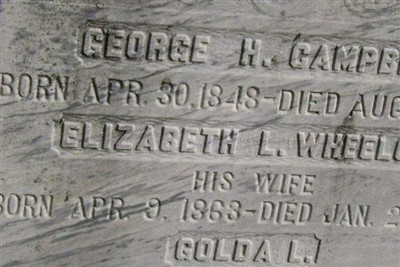 GEORGE H. CAMPB
BORN APR. 30, 1848 - DIED AUG
ELIZABETH L. WHEELO
HIS WIFE
BORN APR. 9, 1863 - DIED JAN. 2
GOLDA L.